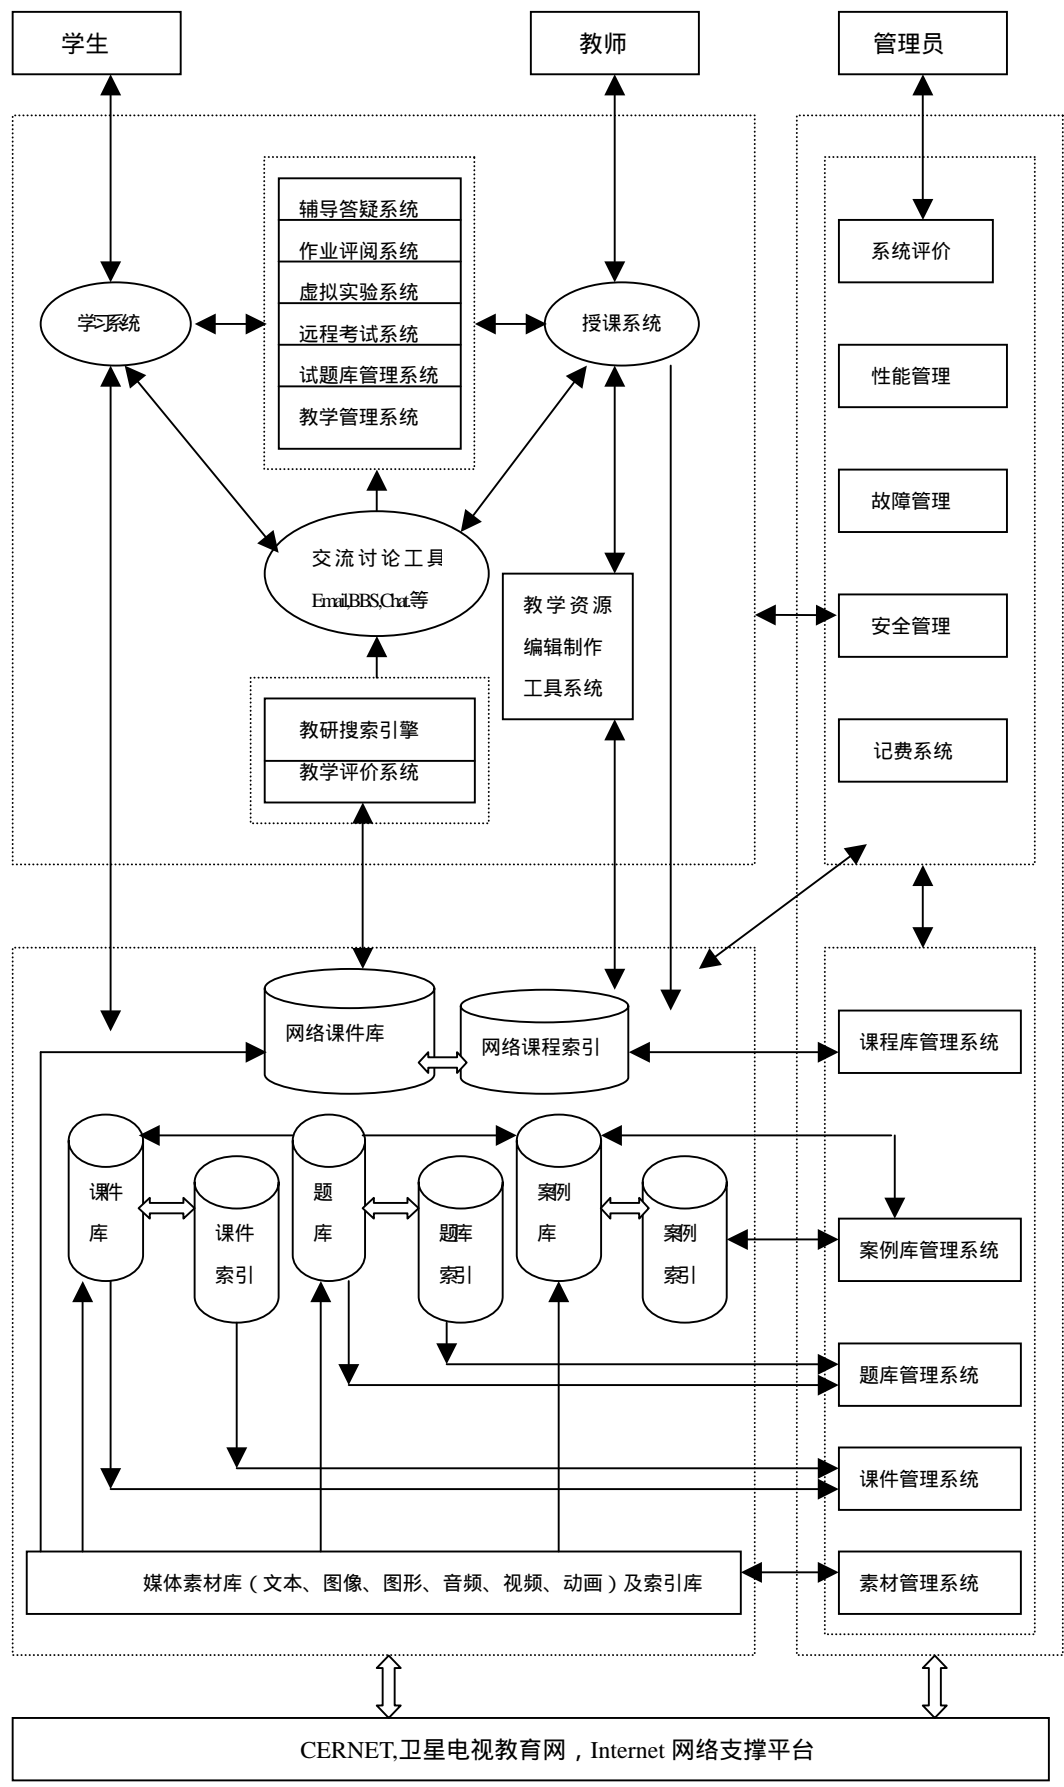 学生
教师
管理员
辅导答疑系统
作业评阅系统
虚拟实验系统
远程考试系统
试题库管理系统
教学管理系统
学习系统
授课系统
系统评价
性能管理
故障管理
安全管理
记费系统
交流讨论工具
Email,BBS,Chat.等
教学资源
编辑制作
工具系统
教研搜索引擎
教学评价系统
网络课件库
网络课程索引
课程库管理系统
课件
库
课件
索引
题
库
题库
索引
案例
库
案例
索引
案例库管理系统
题库管理系统
课件管理系统
媒体素材库（文本、图像、图形、音频、视频、动画）及索引库
素材管理系统
CERNET,卫星电视教育网，Internet 网络支撑平台